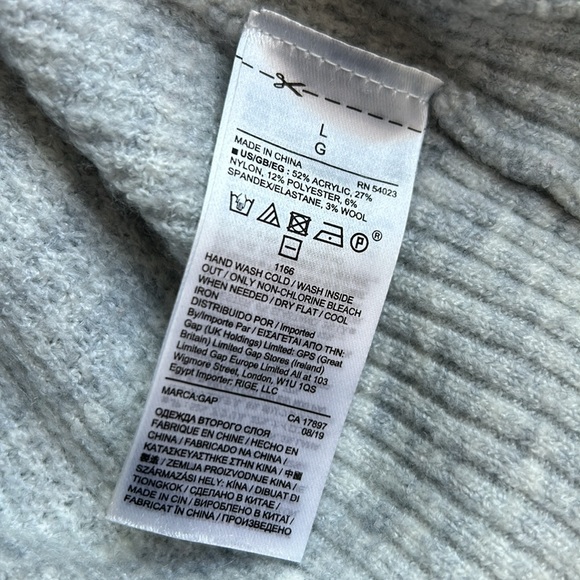 L
G
MADE IN CHINA RN 54023
■ US/GB/EG : 52% ACRYLIC, 27%
NYLON, 12% POLYESTER, 6%
SPANDEX/ELASTANE, 3% WOOL
P ®
1166
HAND WASH COLD / WASH INSIDE
OUT / ONLY NON-CHLORINE BLEACH
WHEN NEEDED / DRY FLAT / COOL
IRON
DISTRIBUIDO POR / Imported
By/Importe Par / ΕΙΣΑΓΕΤΑΙ ΑΠΟ ΤΗΝ:
Gap (UK Holdings) Limited: GPS (Great
Britain) Limited Gap Stores (Ireland)
Limited Gap Europe Limited All at 103
Wigmore Street, London, W1U 1QS
Egypt Importer: RIGE, LLC
MARCA:GAP CA 17897
08/19
ОДЕЖДА ВТОРОГО СЛОЯ
FABRIQUE EN CHINE / HECHO EN
CHINA / FABRICADO NA CHINA /
ΚΑΤΑΣΚΕΥΑΣΤΗΚΕ ΣΤΗΝ ΚΙΝΑ / 中國
/ ZEMLJA PROIZVODNJE KINA /
SZÁRMAZÁSI HELY: KÍNA / DIBUAT DI
TIONGKOK / СДЕЛАНО В КИТАЕ /
MADE IN CIN / ВЫРОБЛЕНО В КИТАЇ /
FABRICAT ÎN CHINA / ПРОИЗВЕДЕНО